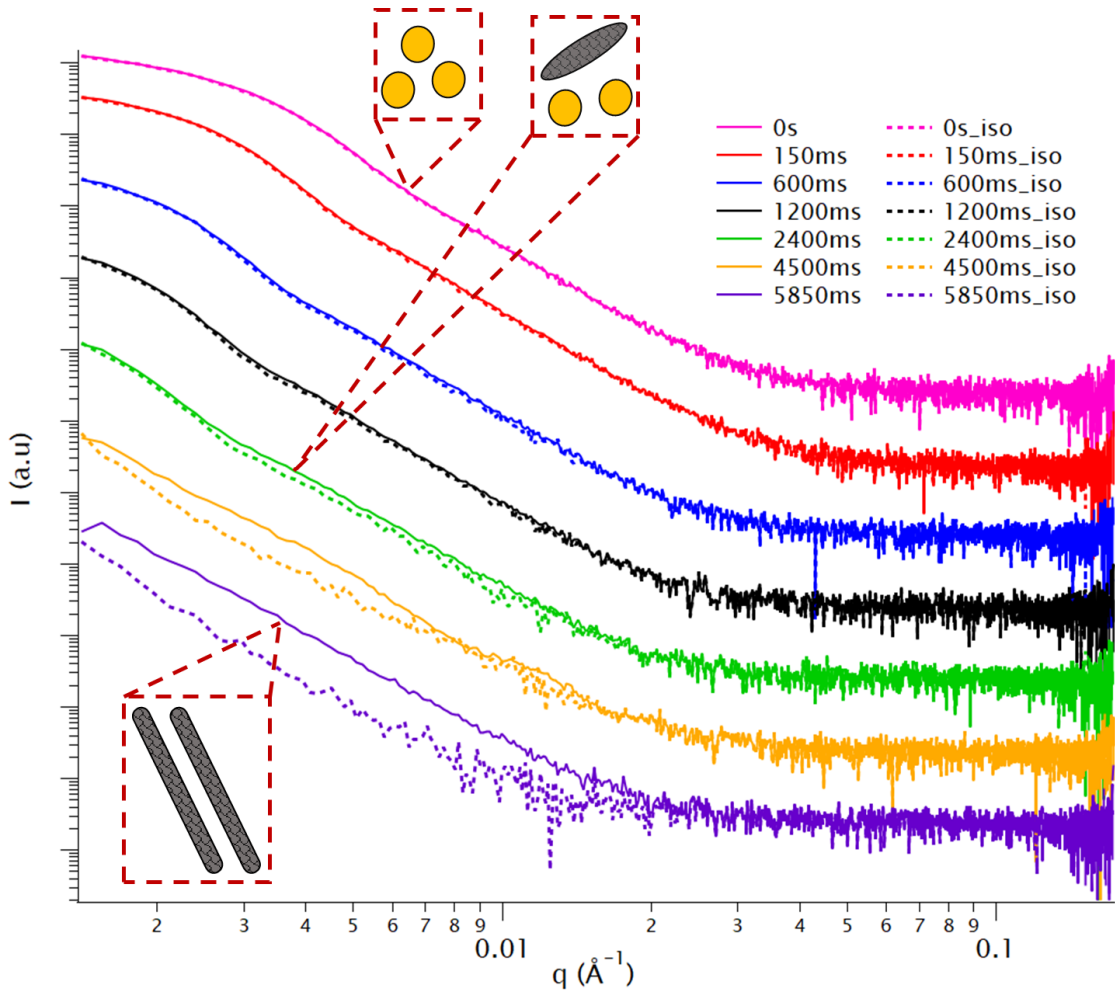 0s 0s_iso
150ms 150ms_iso
600ms 600ms_iso
1200ms 1200ms_iso
2400ms 2400ms_iso
4500ms 4500ms_iso
5850ms 5850ms_iso
I (a.u)
2 3 4 5 6 7 8 9 0.01 2 3 4 5 6 7 8 9 0.1
q (Å⁻¹)